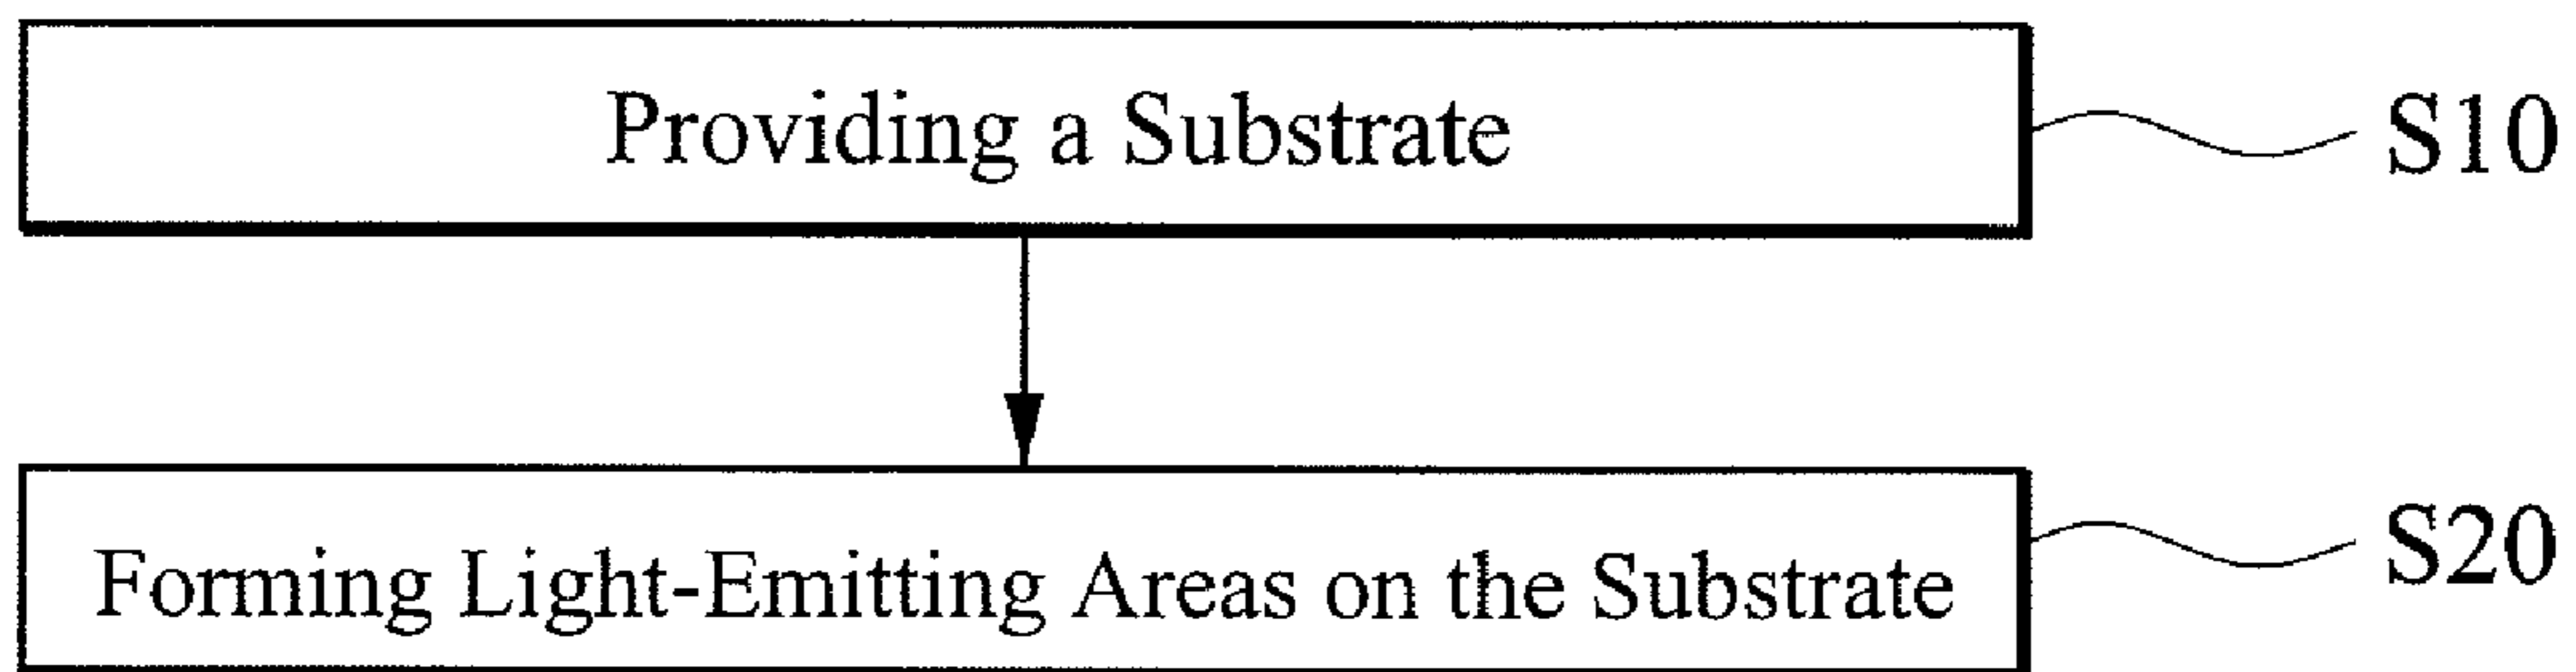 Providing a Substrate
S10
Forming Light-Emitting Areas on the Substrate
S20